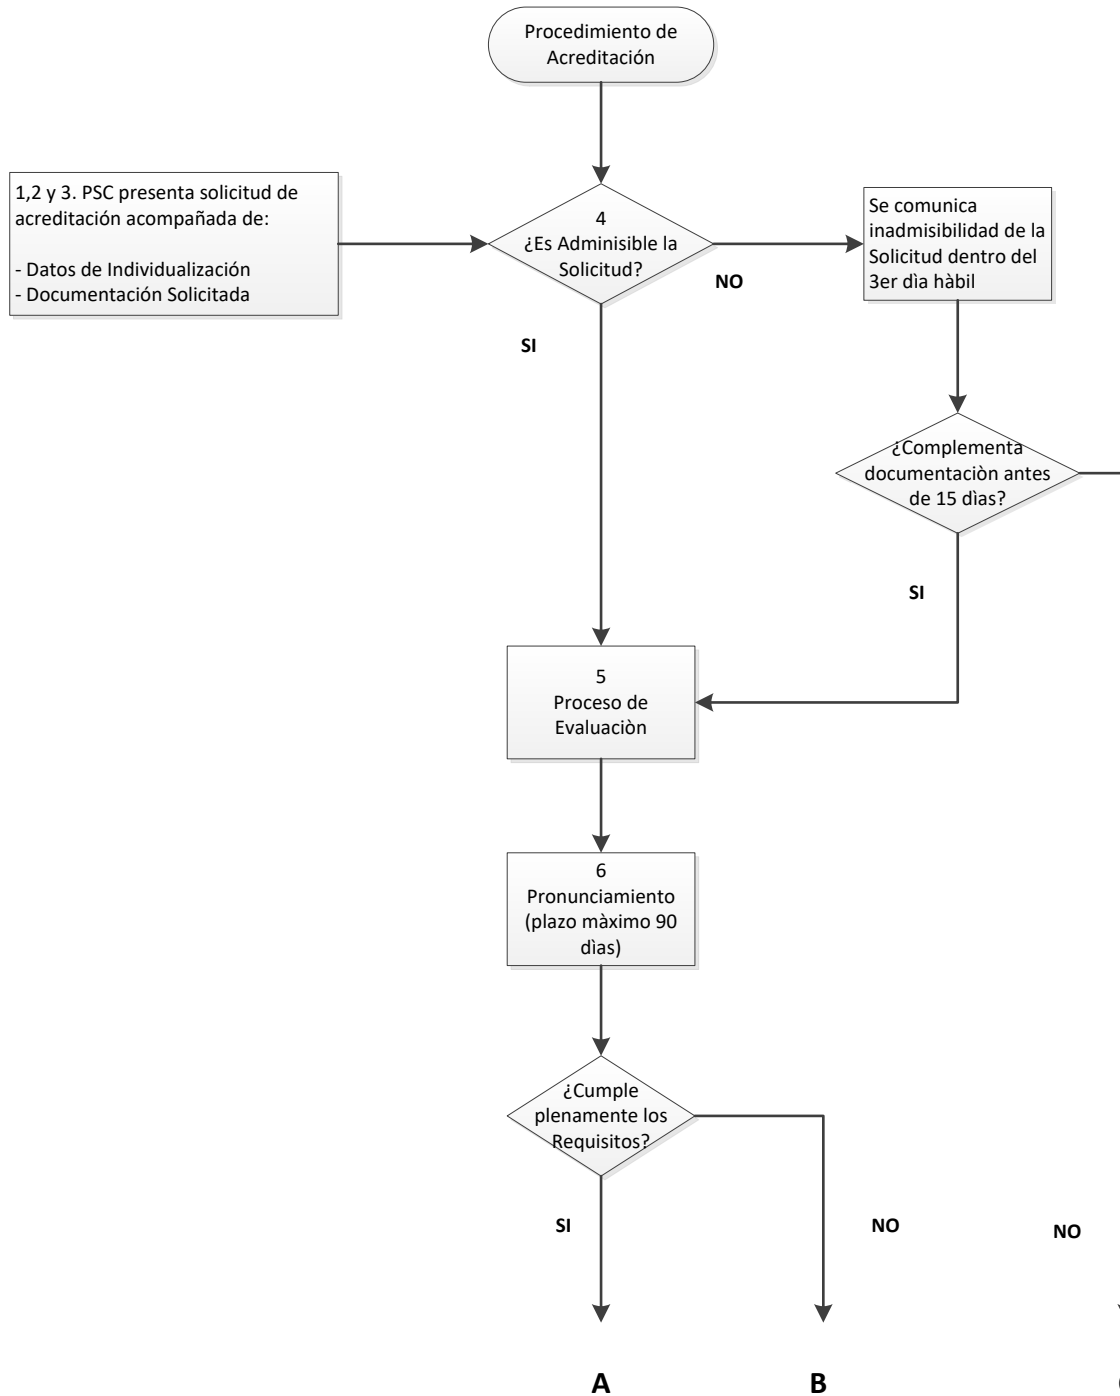 Procedimiento de
Acreditación
1,2 y 3. PSC presenta solicitud de
acreditación acompañada de:
- Datos de Individualización
- Documentación Solicitada
4
¿Es Adminisible la
Solicitud?
NO
Se comunica
inadmisibilidad de la
Solicitud dentro del
3er dìa hàbil
SI
¿Complementa
documentaciòn antes
de 15 dìas?
SI
5
Proceso de
Evaluaciòn
6
Pronunciamiento
(plazo màximo 90
dìas)
¿Cumple
plenamente los
Requisitos?
SI
NO
NO
A
B